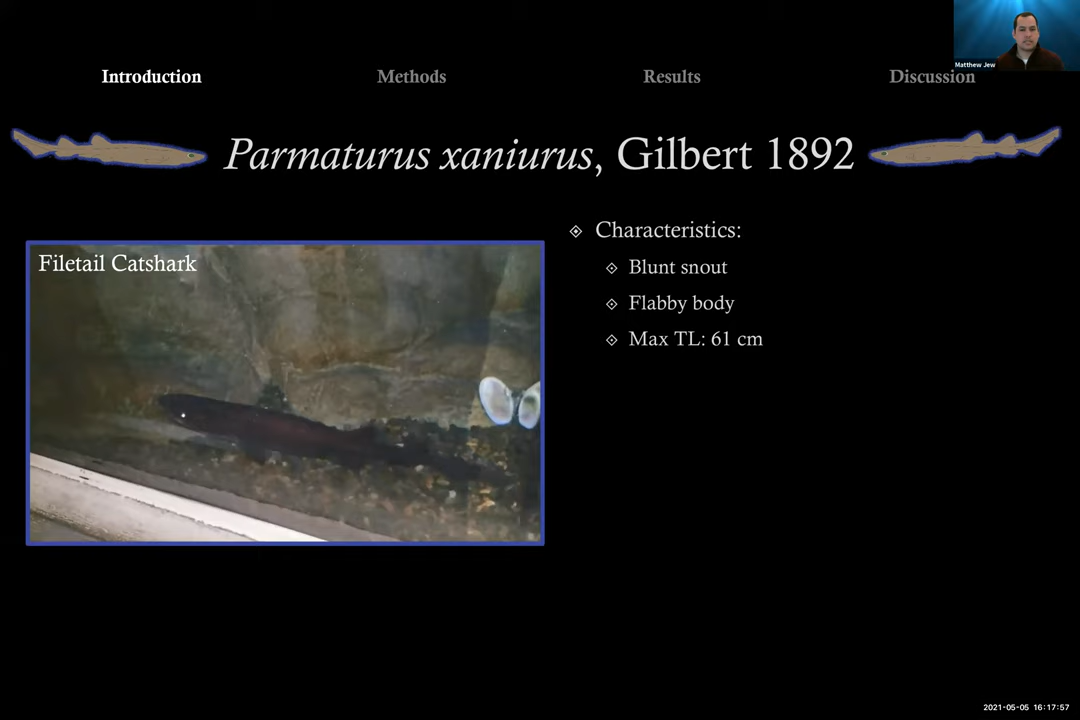 Matthew Jew
Introduction
Methods
Results
Discussion
Parmaturus xaniurus, Gilbert 1892
Filetail Catshark
Characteristics:
Blunt snout
Flabby body
Max TL: 61 cm
2021-05-05 16:17:57